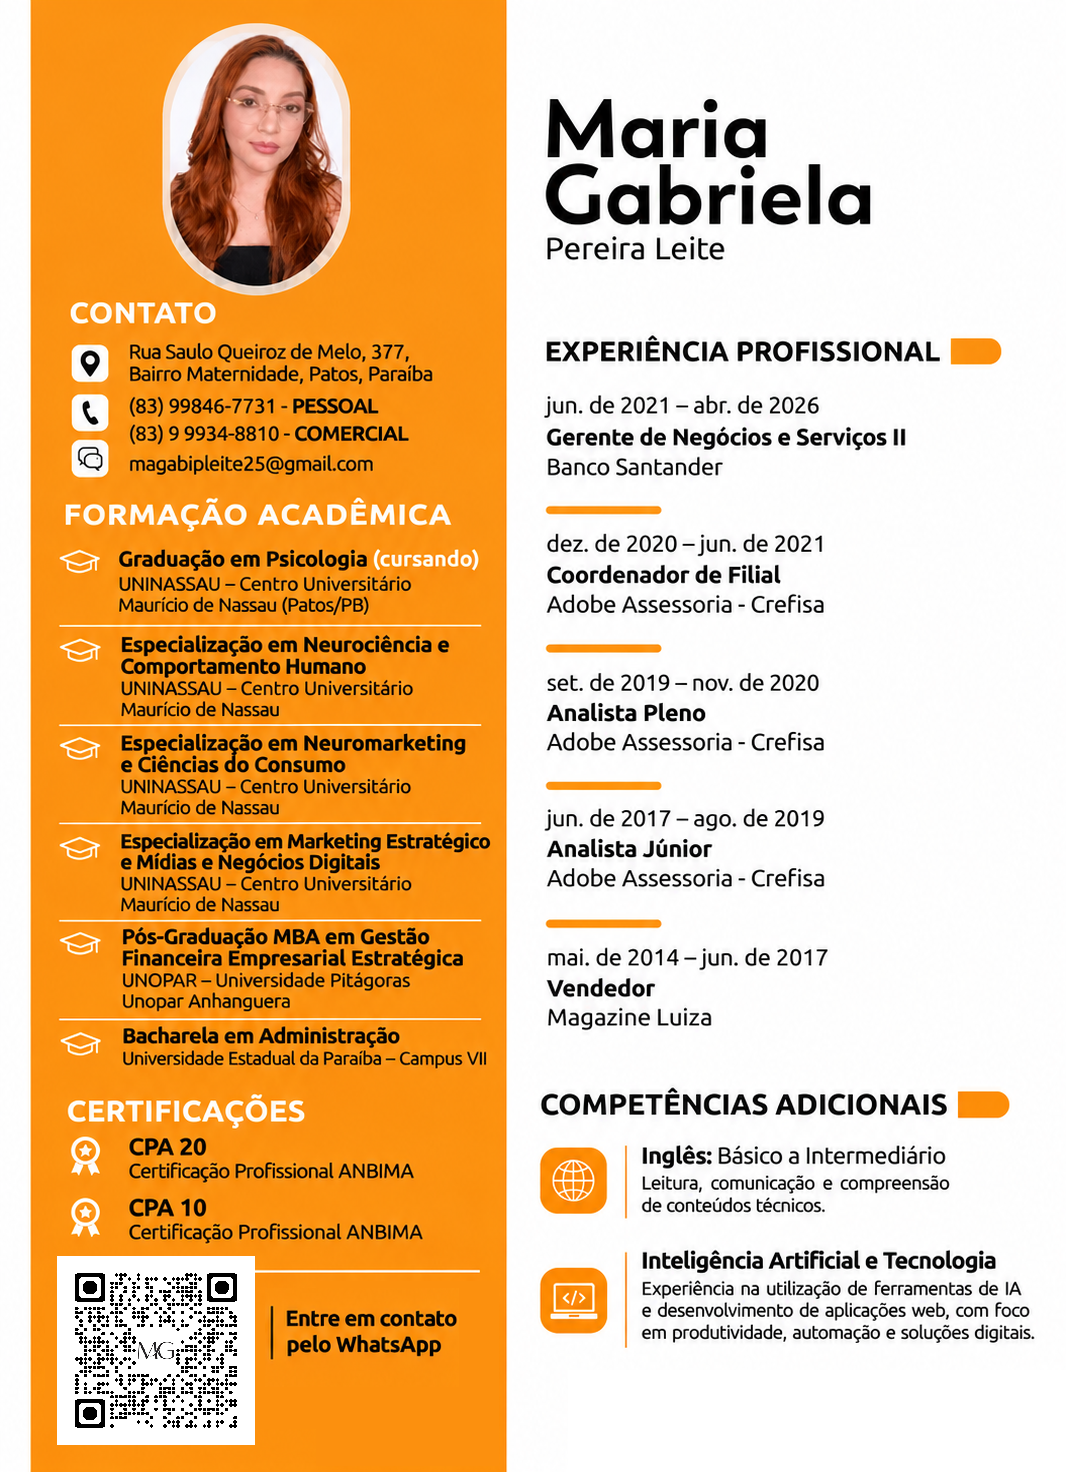 Maria
Gabriela
Pereira Leite
CONTATO
Rua Saulo Queiroz de Melo, 377,
Bairro Maternidade, Patos, Paraíba
(83) 99846-7731 - PESSOAL
(83) 9 9934-8810 - COMERCIAL
magabipleite25@gmail.com
FORMAÇÃO ACADÊMICA
Graduação em Psicologia (cursando)
UNINASSAU – Centro Universitário
Maurício de Nassau (Patos/PB)
Especialização em Neurociência e
Comportamento Humano
UNINASSAU – Centro Universitário
Maurício de Nassau
Especialização em Neuromarketing
e Ciências do Consumo
UNINASSAU – Centro Universitário
Maurício de Nassau
Especialização em Marketing Estratégico
e Mídias e Negócios Digitais
UNINASSAU – Centro Universitário
Maurício de Nassau
Pós-Graduação MBA em Gestão
Financeira Empresarial Estratégica
UNOPAR – Universidade Pitágoras
Unopar Anhanguera
Bacharela em Administração
Universidade Estadual da Paraíba – Campus VII
CERTIFICAÇÕES
CPA 20
Certificação Profissional ANBIMA
CPA 10
Certificação Profissional ANBIMA
MG
Entre em contato
pelo WhatsApp
EXPERIÊNCIA PROFISSIONAL
jun. de 2021 – abr. de 2026
Gerente de Negócios e Serviços II
Banco Santander
dez. de 2020 – jun. de 2021
Coordenador de Filial
Adobe Assessoria - Crefisa
set. de 2019 – nov. de 2020
Analista Pleno
Adobe Assessoria - Crefisa
jun. de 2017 – ago. de 2019
Analista Júnior
Adobe Assessoria - Crefisa
mai. de 2014 – jun. de 2017
Vendedor
Magazine Luiza
COMPETÊNCIAS ADICIONAIS
Inglês: Básico a Intermediário
Leitura, comunicação e compreensão
de conteúdos técnicos.
</> Inteligência Artificial e Tecnologia
Experiência na utilização de ferramentas de IA
e desenvolvimento de aplicações web, com foco
em produtividade, automação e soluções digitais.